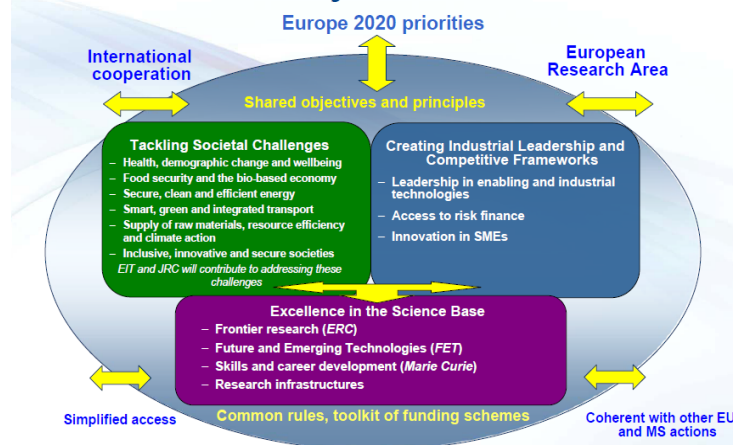 Europe 2020 priorities
International
cooperation
European
Research Area
Shared objectives and principles
Tackling Societal Challenges
– Health, demographic change and wellbeing
– Food security and the bio-based economy
– Secure, clean and efficient energy
– Smart, green and integrated transport
– Supply of raw materials, resource efficiency
and climate action
– Inclusive, innovative and secure societies
EIT and JRC will contribute to addressing these
challenges
Creating Industrial Leadership and
Competitive Frameworks
– Leadership in enabling and industrial
technologies
– Access to risk finance
– Innovation in SMEs
Excellence in the Science Base
– Frontier research (ERC)
– Future and Emerging Technologies (FET)
– Skills and career development (Marie Curie)
– Research infrastructures
Simplified access
Common rules, toolkit of funding schemes
Coherent with other EU
and MS actions